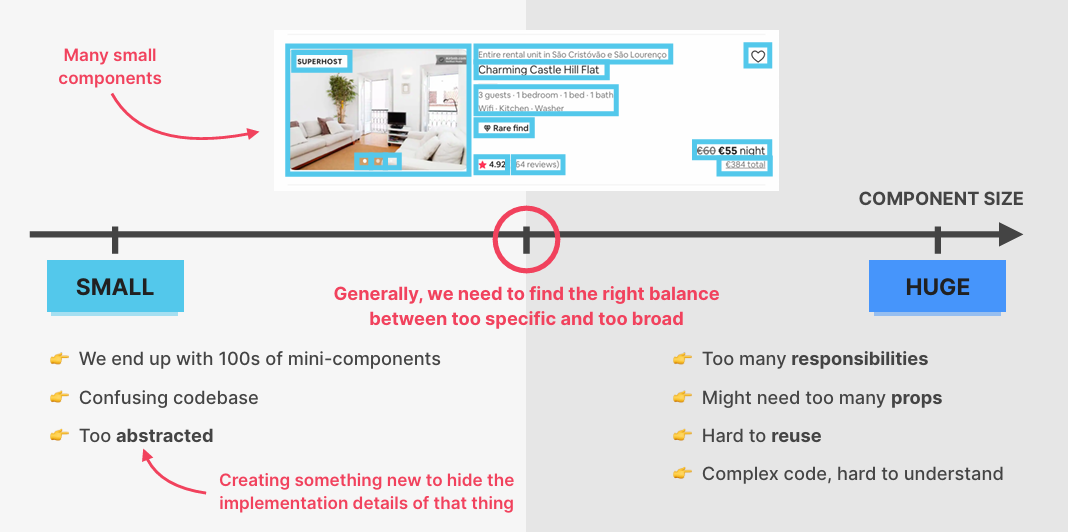 Many small
components
SUPERHOST
Entire rental unit in São Cristóvão e São Lourenço
Charming Castle Hill Flat
3 guests · 1 bedroom · 1 bed · 1 bath
Wifi · Kitchen · Washer
Rare find
4.92
64 reviews)
€60 €55 night
€384 total
COMPONENT SIZE
SMALL
HUGE
Generally, we need to find the right balance
between too specific and too broad
👉 We end up with 100s of mini-components
👉 Confusing codebase
👉 Too abstracted
Creating something new to hide the
implementation details of that thing
👉 Too many responsibilities
👉 Might need too many props
👉 Hard to reuse
👉 Complex code, hard to understand